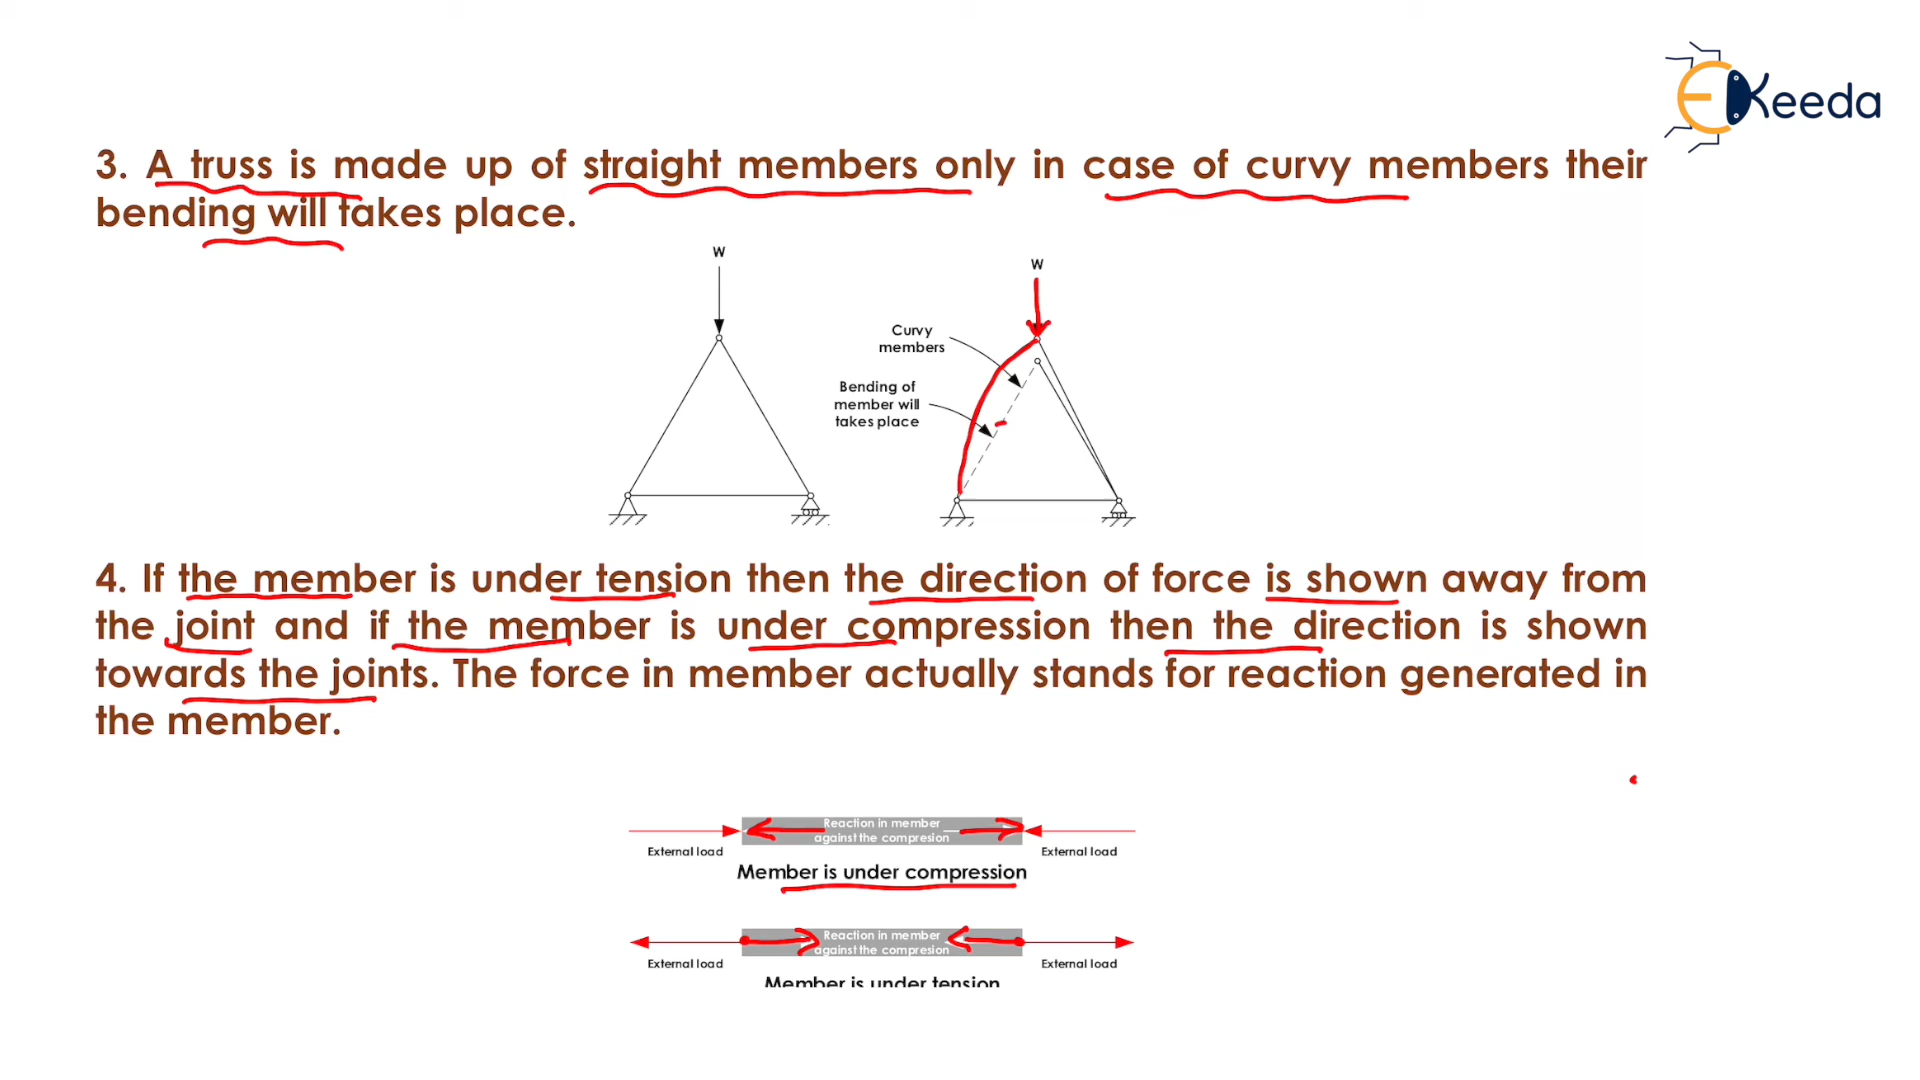 EKeeda
3. A truss is made up of straight members only in case of curvy members their
bending will takes place.
W
W
Curvy
members
Bending of
member will
takes place
4. If the member is under tension then the direction of force is shown away from
the joint and if the member is under compression then the direction is shown
towards the joints. The force in member actually stands for reaction generated in
the member.
Reaction in member
against the compresion
External load
External load
Member is under compression
Reaction in member
against the compresion
External load
External load
Member is under tension